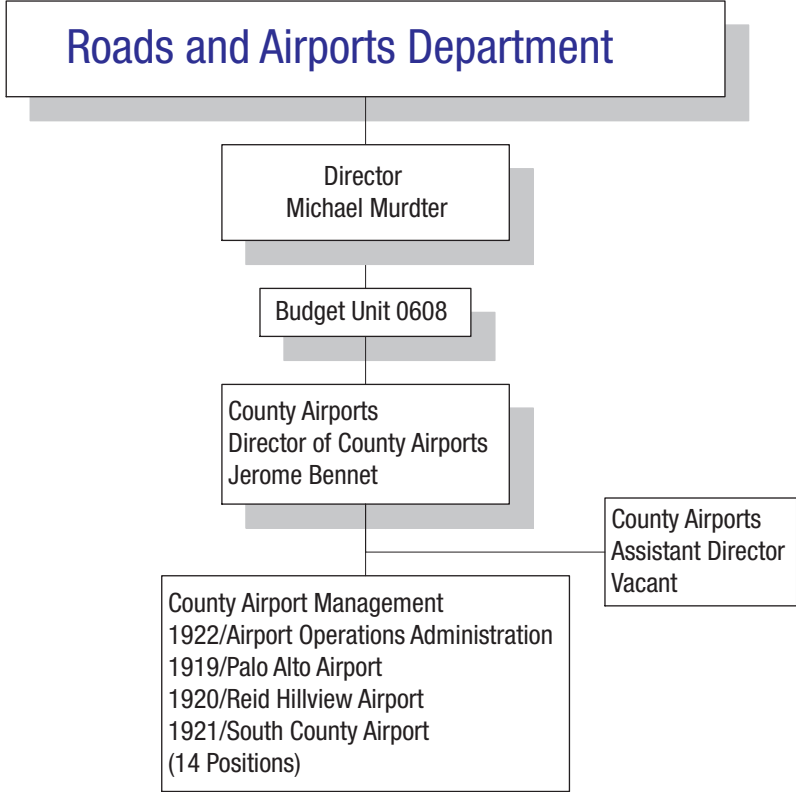 Roads and Airports Department
Director
Michael Murdter
Budget Unit 0608
County Airports
Director of County Airports
Jerome Bennet
County Airports
Assistant Director
Vacant
County Airport Management
1922/Airport Operations Administration
1919/Palo Alto Airport
1920/Reid Hillview Airport
1921/South County Airport
(14 Positions)